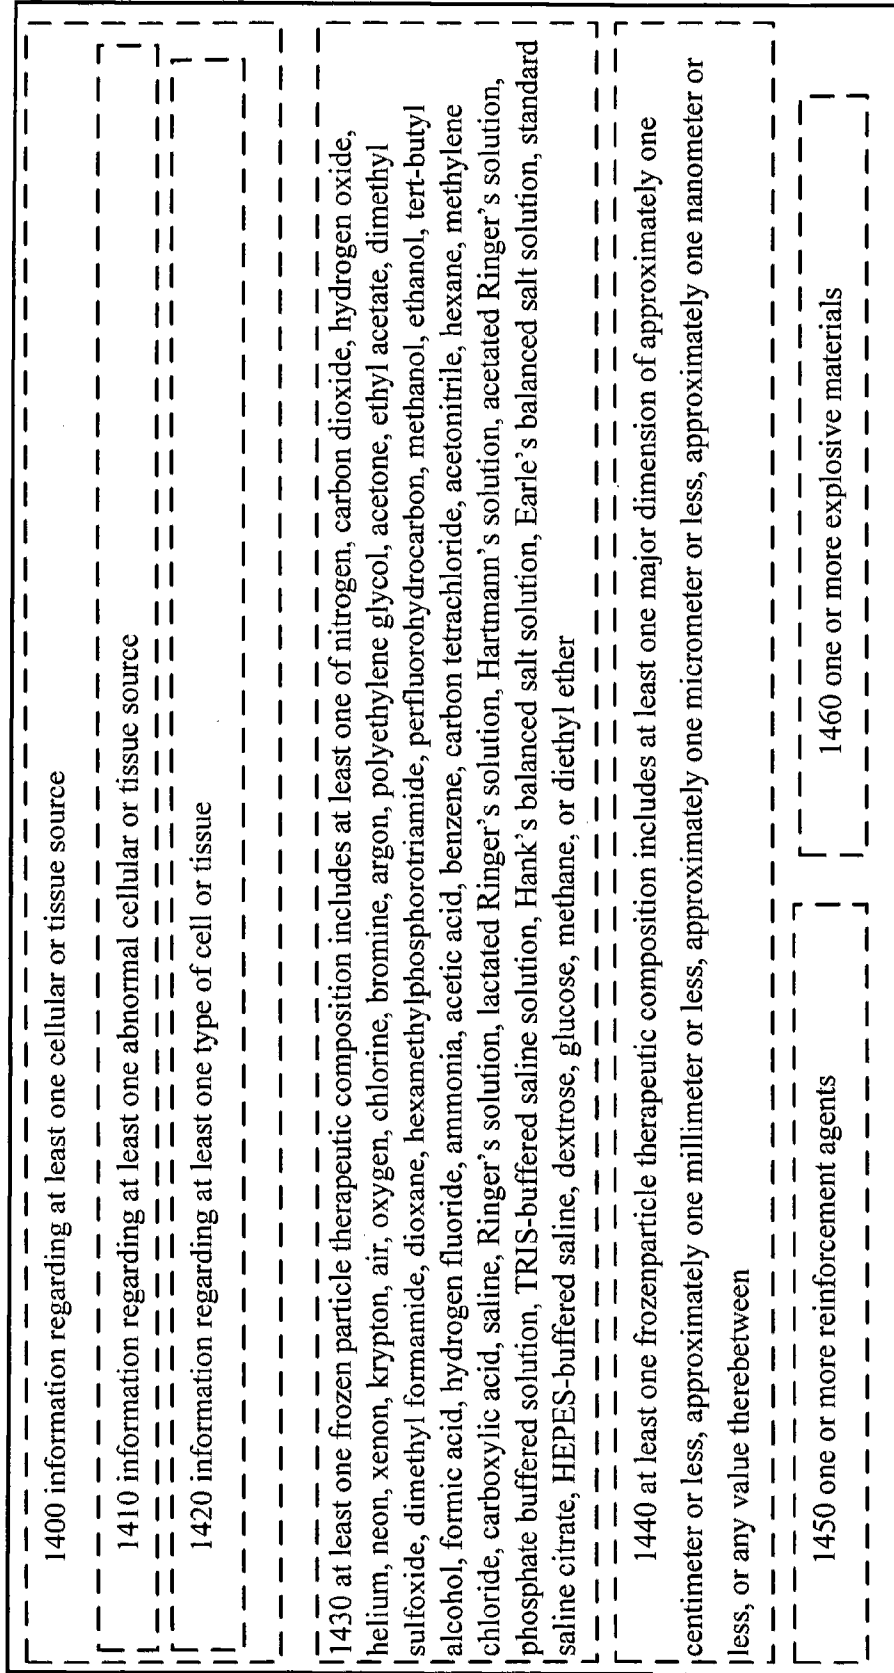 1400 information regarding at least one cellular or tissue source
1410 information regarding at least one abnormal cellular or tissue source
1420 information regarding at least one type of cell or tissue
1430 at least one frozen particle therapeutic composition includes at least one of nitrogen, carbon dioxide, hydrogen oxide,
helium, neon, xenon, krypton, air, oxygen, chlorine, bromine, argon, polyethylene glycol, acetone, ethyl acetate, dimethyl
sulfoxide, dimethyl formamide, dioxane, hexamethylphosphorotriamide, perfluorohydrocarbon, methanol, ethanol, tert-butyl
alcohol, formic acid, hydrogen fluoride, ammonia, acetic acid, benzene, carbon tetrachloride, acetonitrile, hexane, methylene
chloride, carboxylic acid, saline, Ringer's solution, lactated Ringer's solution, Hartmann's solution, acetated Ringer's solution,
phosphate buffered solution, TRIS-buffered saline solution, Hank's balanced salt solution, Earle's balanced salt solution, standard
saline citrate, HEPES-buffered saline, dextrose, glucose, methane, or diethyl ether
1440 at least one frozenparticle therapeutic composition includes at least one major dimension of approximately one
centimeter or less, approximately one millimeter or less, approximately one micrometer or less, approximately one nanometer or
less, or any value therebetween
1450 one or more reinforcement agents
1460 one or more explosive materials